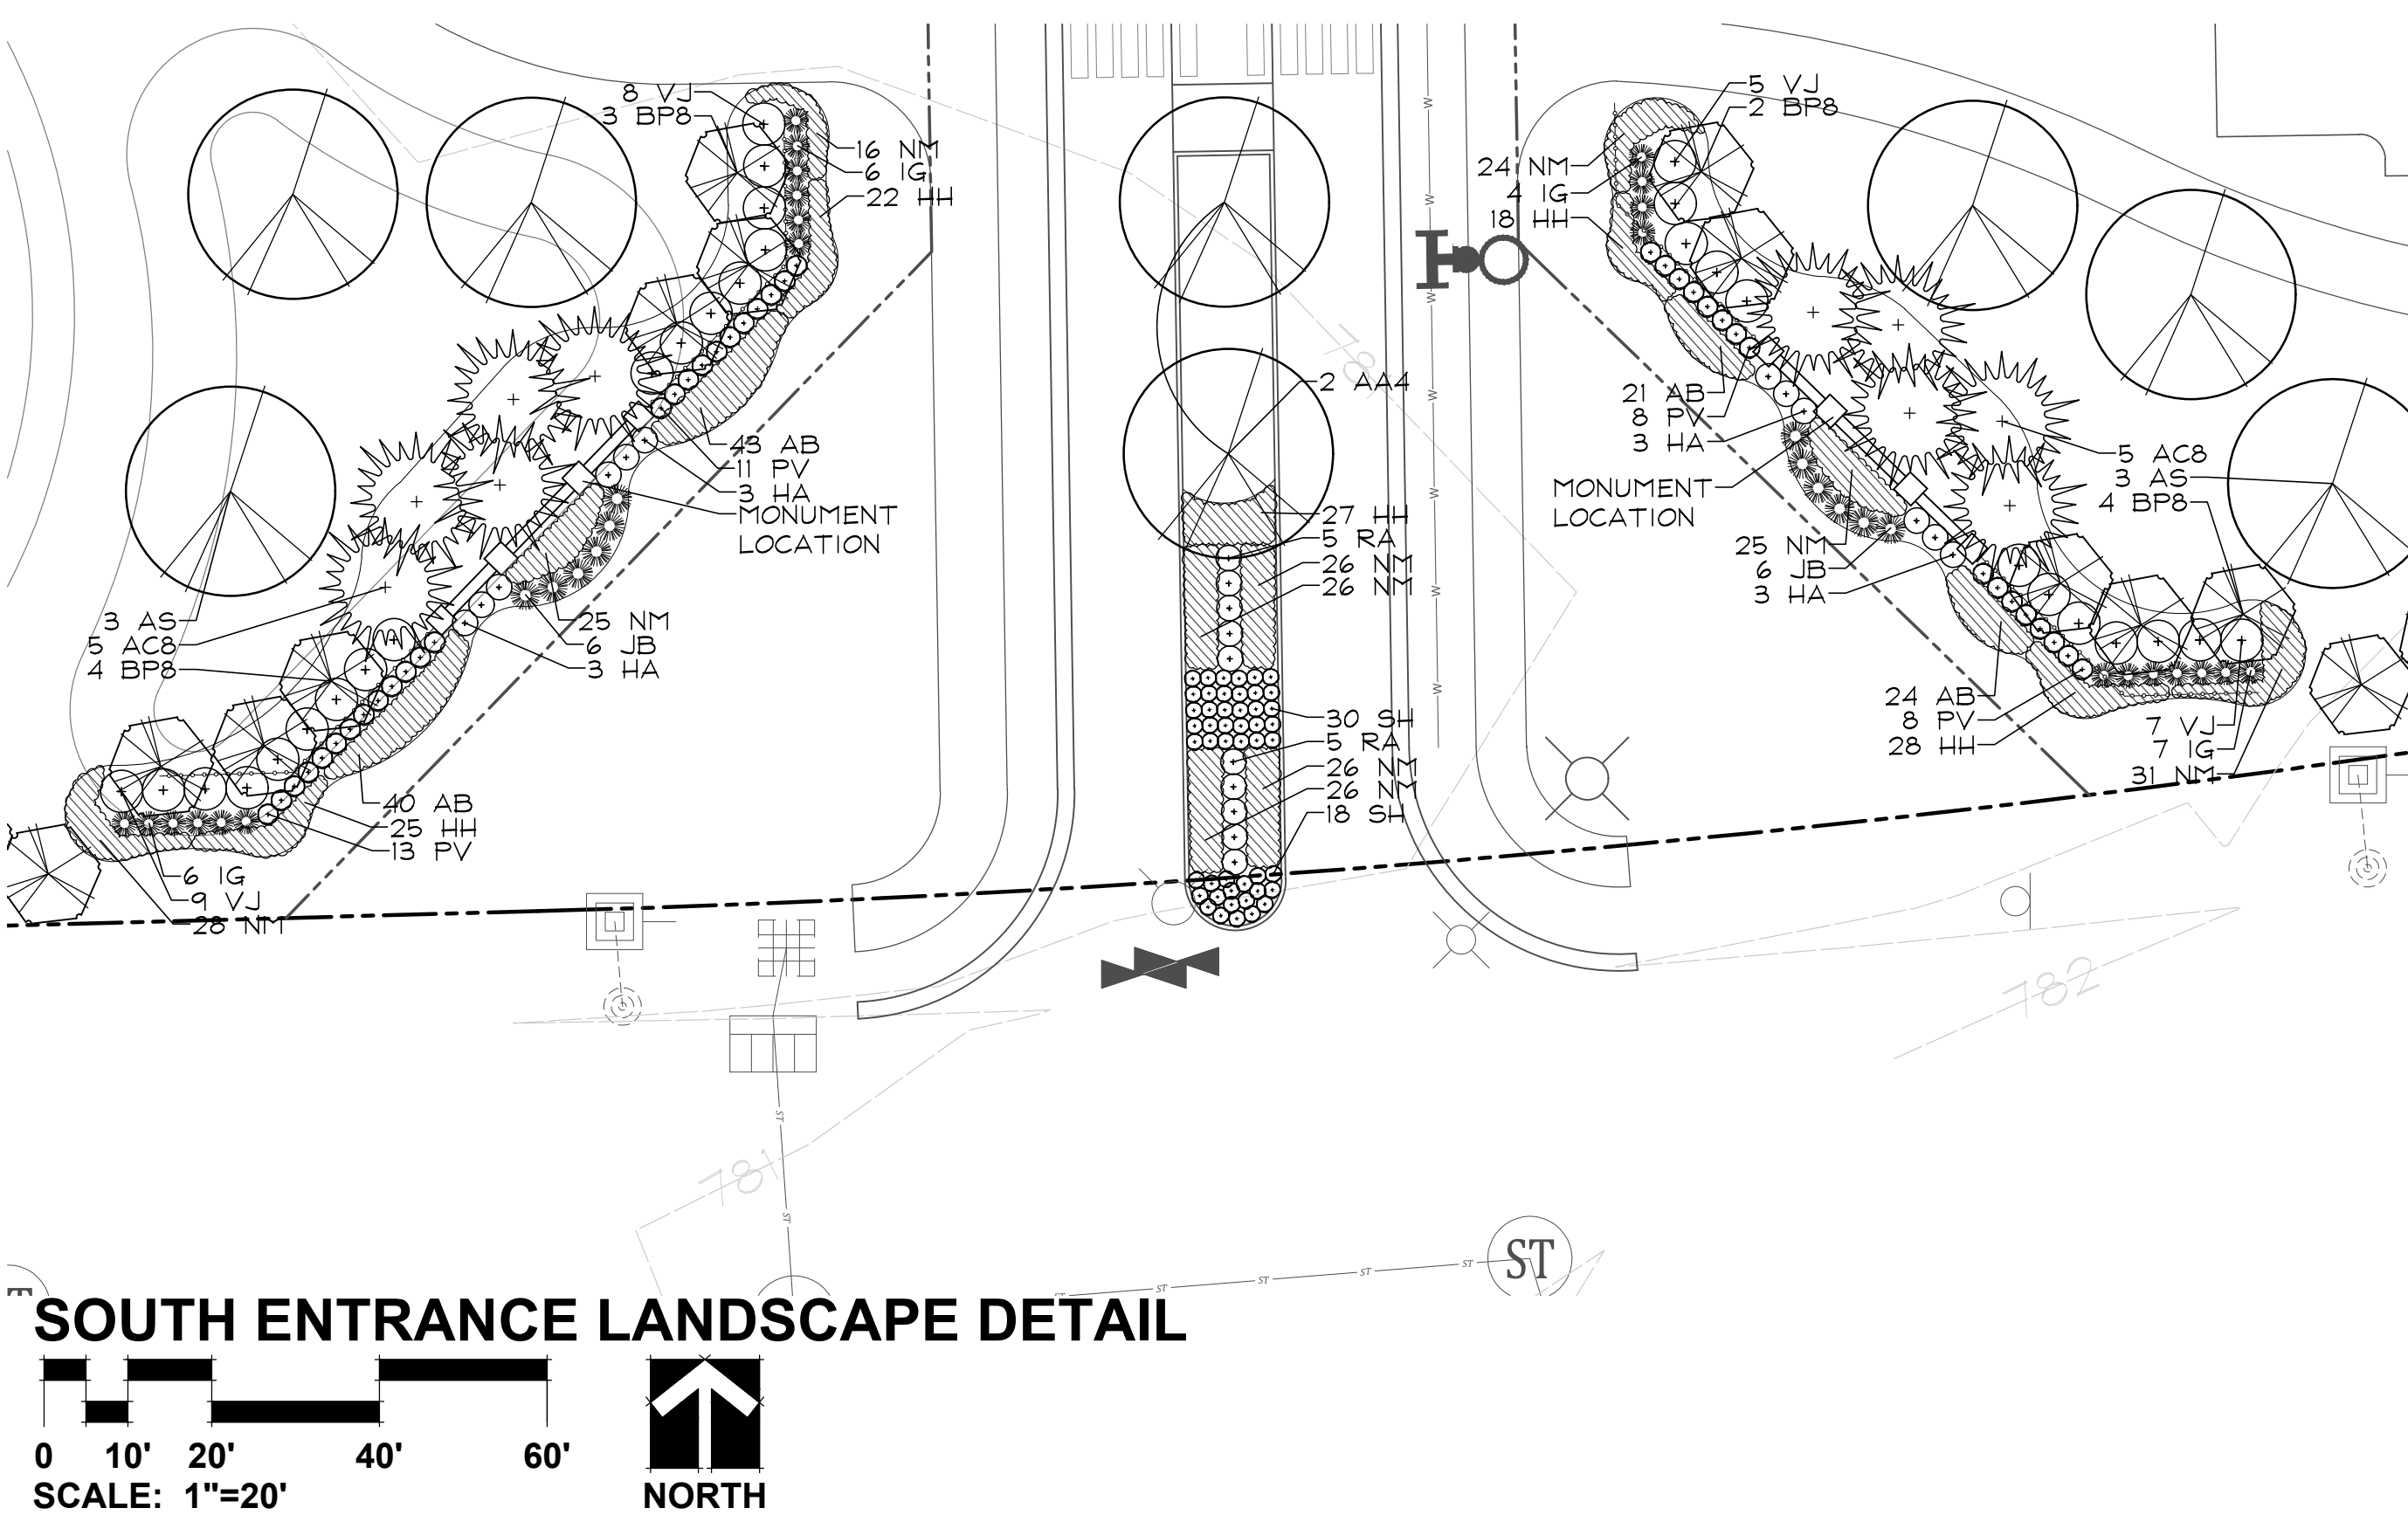 8 VJ
3 BP8
16 NM
6 IG
22 HH
43 AB
11 PV
3 HA
MONUMENT
LOCATION
3 AS
5 AC8
4 BP8
25 NM
6 JB
3 HA
40 AB
25 HH
13 PV
6 IG
9 VJ
28 NM
2 AA4
27 HH
5 RA
26 NM
26 NM
30 SH
5 RA
26 NM
26 NM
18 SH
W
W
W
W
W
W
W
5 VJ
2 BP8
24 NM
4 IG
18 HH
21 AB
8 PV
3 HA
MONUMENT
LOCATION
25 NM
6 JB
3 HA
5 AC8
3 AS
4 BP8
24 AB
8 PV
28 HH
7 VJ
7 IG
31 NM
782
781
ST
ST
ST
ST
ST
ST
ST
SOUTH ENTRANCE LANDSCAPE DETAIL
0 10' 20' 40' 60'
SCALE: 1"=20'
NORTH